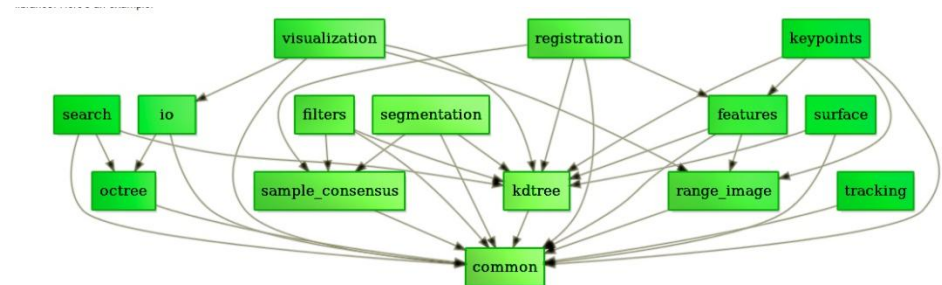 visualization registration keypoints
search io filters segmentation features surface
octree sample_consensus kdtree range_image tracking
common